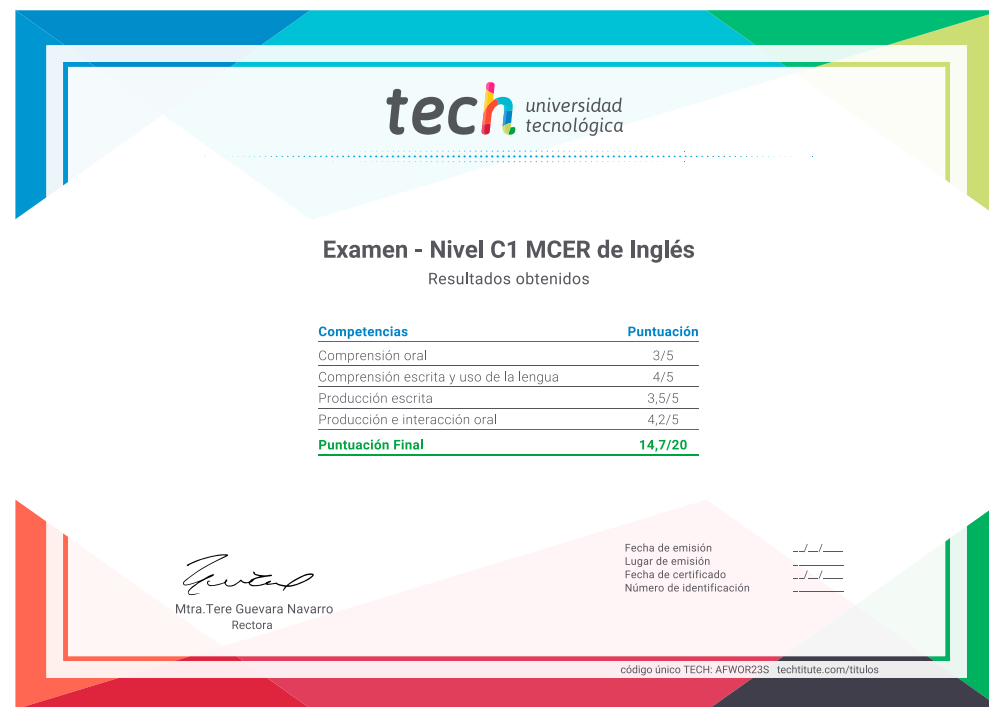 tech universidad
tecnológica
Examen - Nivel C1 MCER de Inglés
Resultados obtenidos
Competencias Puntuación
Comprensión oral 3/5
Comprensión escrita y uso de la lengua 4/5
Producción escrita 3,5/5
Producción e interacción oral 4,2/5
Puntuación Final 14,7/20
Fecha de emisión __/__/____
Lugar de emisión ________
Fecha de certificado __/__/____
Número de identificación ________
Mtra.Tere Guevara Navarro
Rectora
código único TECH: AFWOR23S techtitute.com/titulos